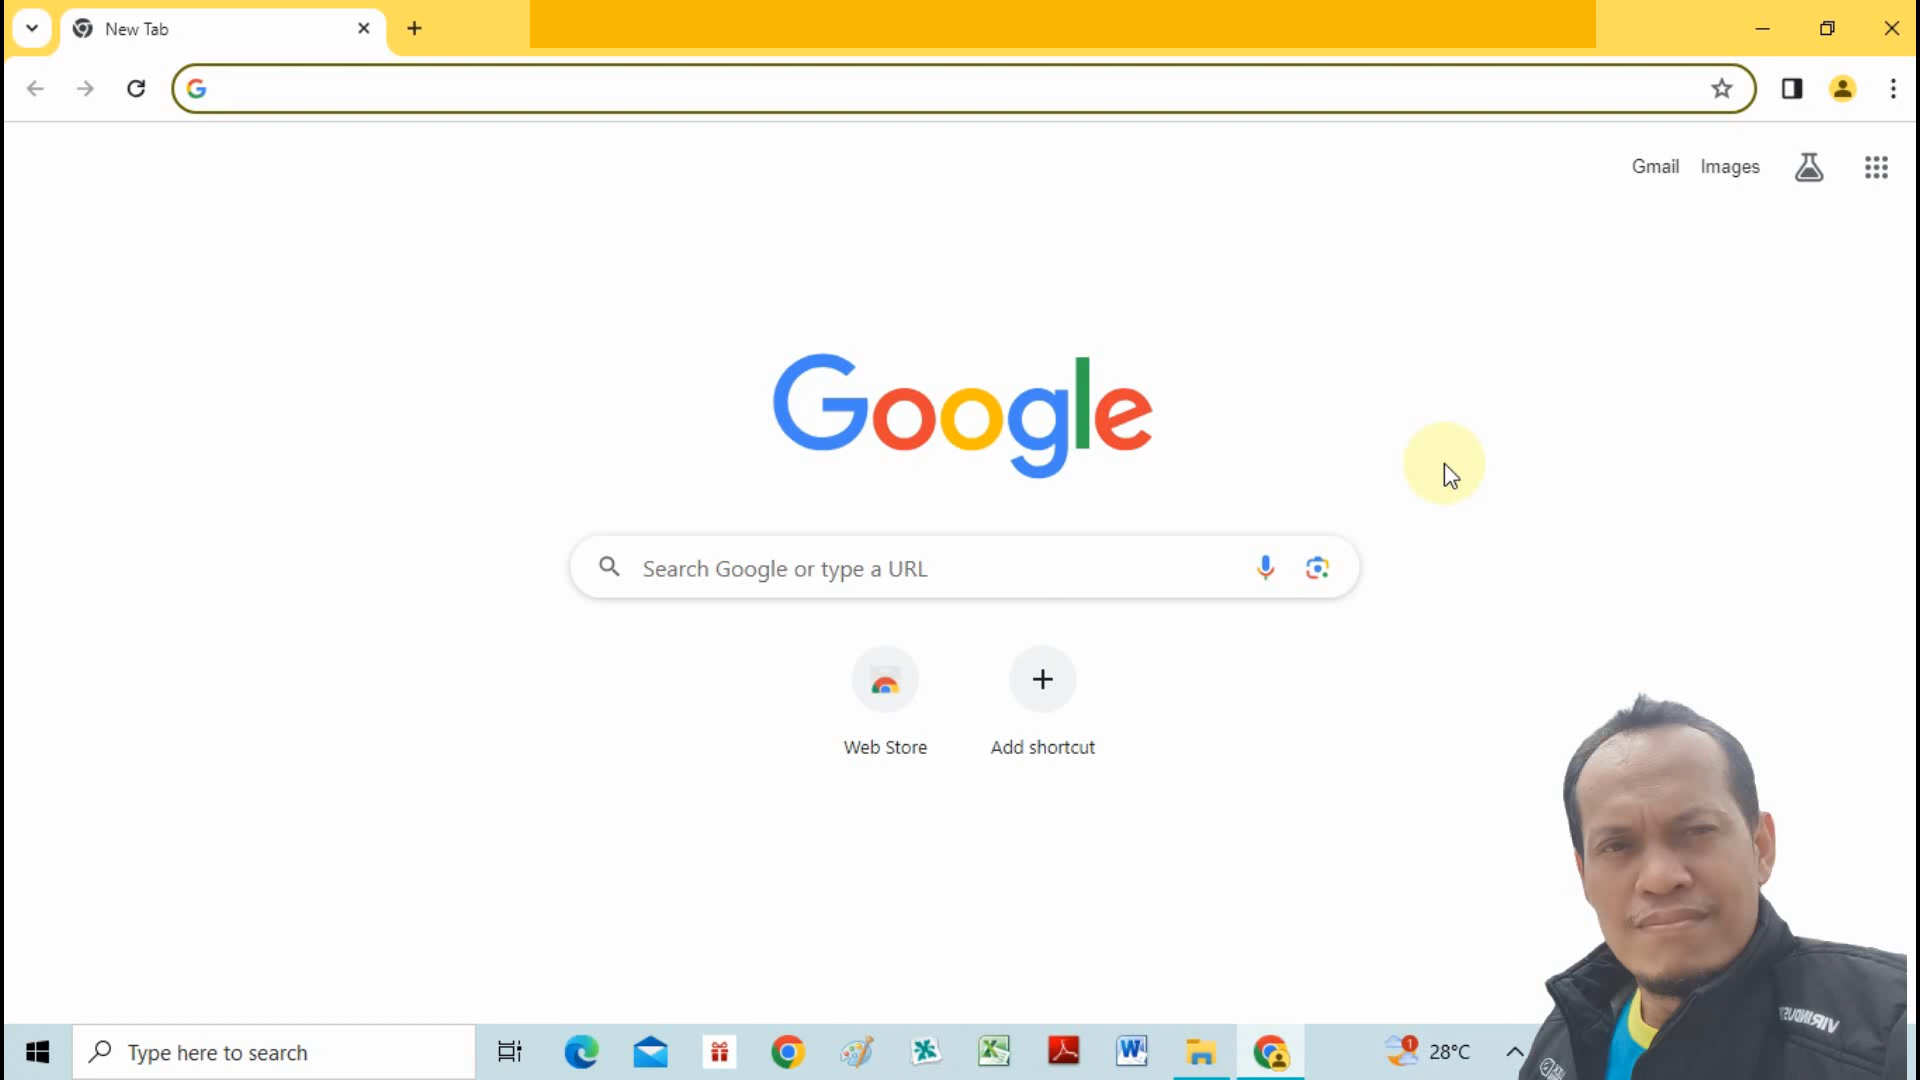 New Tab
Gmail Images
Google
Search Google or type a URL
Web Store
Add shortcut
Type here to search
1
28°C